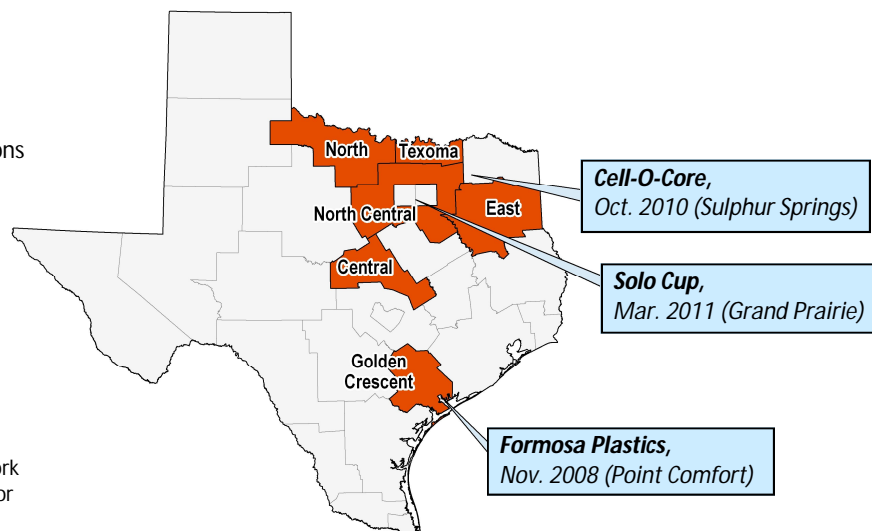 ons
North
Texoma
North Central
East
Central
Golden
Crescent
Cell-O-Core,
Oct. 2010 (Sulphur Springs)
Solo Cup,
Mar. 2011 (Grand Prairie)
Formosa Plastics,
Nov. 2008 (Point Comfort)
rk
or